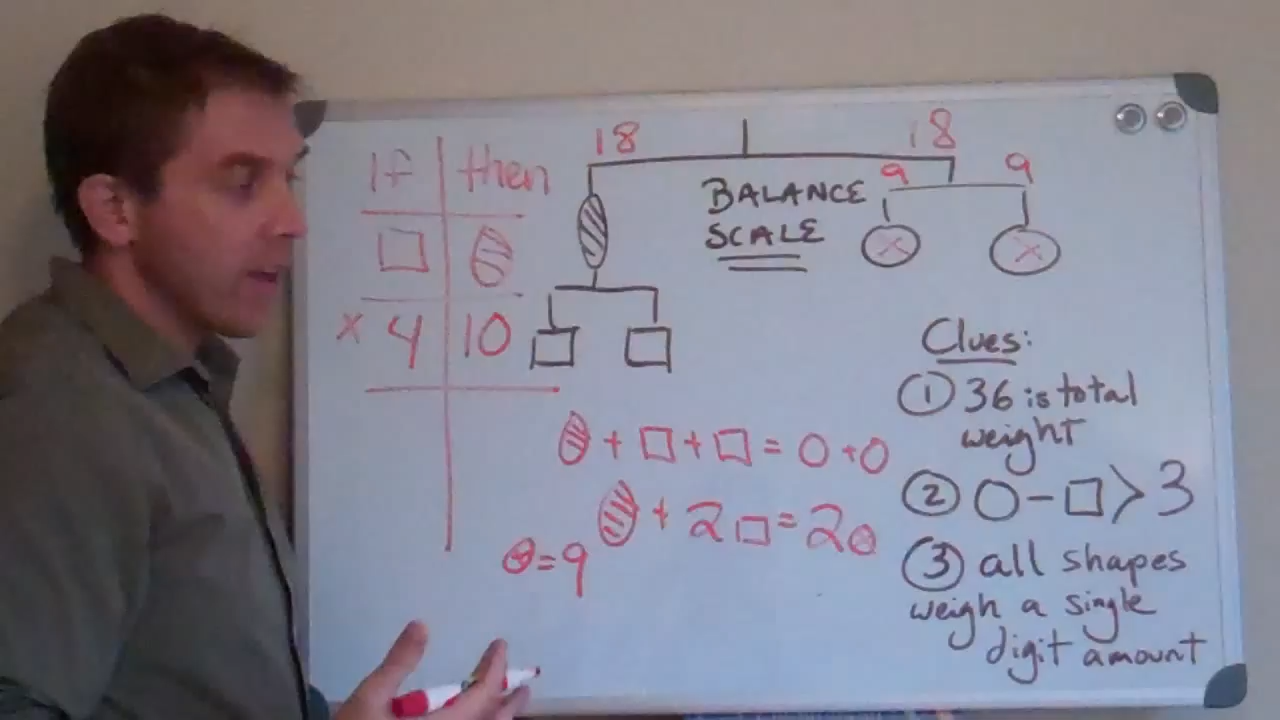 18 18
If then
9 9
BALANCE
SCALE
x x
x 4 10
Clues:
① 36 is total
weight
+ □ + □ = O + O
② O - □ > 3
+ 2 □ = 2 O
= 9
③ all shapes
weigh a single
digit amount